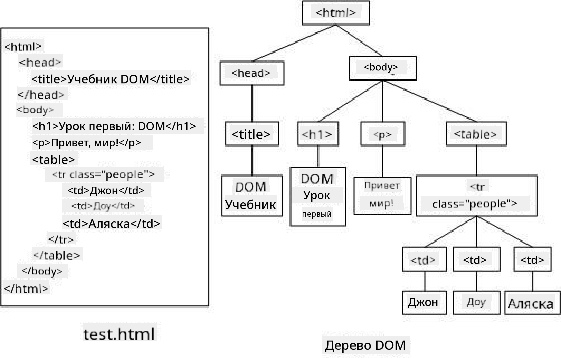 <html>
<head>
<title>Учебник DOM</title>
</head>
<body>
<h1>Урок первый: DOM</h1>
<p>Привет, мир!</p>
<table>
<tr class="people">
<td>Джон</td>
<td>Доу</td>
<td>Аляска</td>
</tr>
</table>
</body>
</html>
test.html
<html>
<head>
<body>
<title>
<h1>
<p>
<table>
DOM
Учебник
DOM
Урок
первый
Привет
мир!
<tr
class="people">
<td>
<td>
<td>
Джон
Доу
Аляска
Дерево DOM